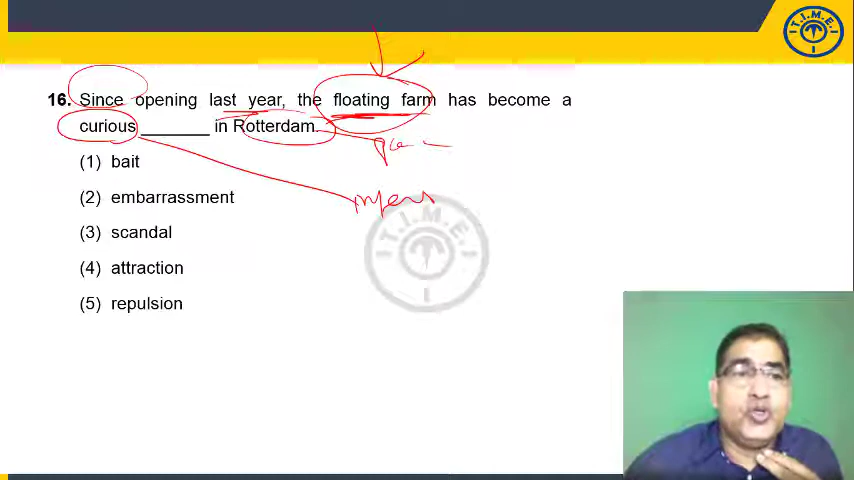 T.I.M.E.
16. Since opening last year, the floating farm has become a
curious ________ in Rotterdam.
(1) bait
(2) embarrassment
(3) scandal
(4) attraction
(5) repulsion
T.I.M.E.